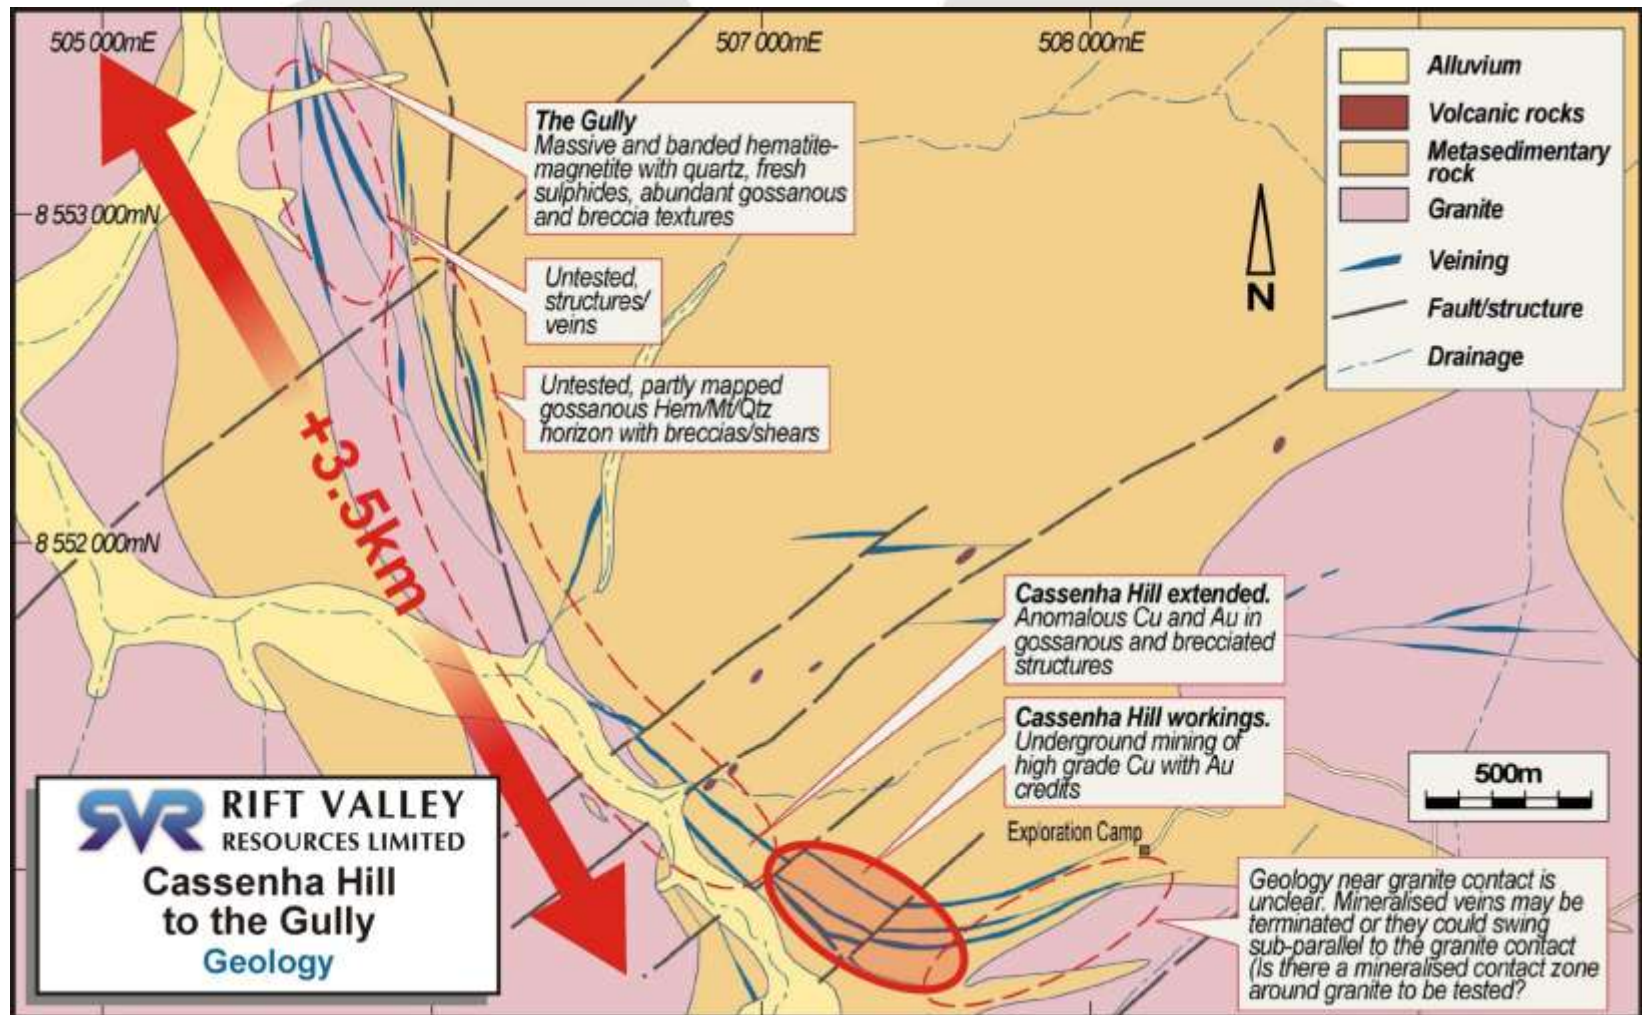 505 000mE
507 000mE
508 000mE
8 553 000mN
8 552 000mN
The Gully
Massive and banded hematite-
magnetite with quartz, fresh
sulphides, abundant gossanous
and breccia textures
Untested,
structures/
veins
Untested, partly mapped
gossanous Hem/Mt/Qtz
horizon with breccias/shears
+3.5km
Alluvium
Volcanic rocks
Metasedimentary
rock
Granite
Veining
Fault/structure
Drainage
N
Cassenha Hill extended.
Anomalous Cu and Au in
gossanous and brecciated
structures
Cassenha Hill workings.
Underground mining of
high grade Cu with Au
credits
500m
Exploration Camp
Geology near granite contact is
unclear. Mineralised veins may be
terminated or they could swing
sub-parallel to the granite contact
(Is there a mineralised contact zone
around granite to be tested?
RVR RIFT VALLEY
RESOURCES LIMITED
Cassenha Hill
to the Gully
Geology